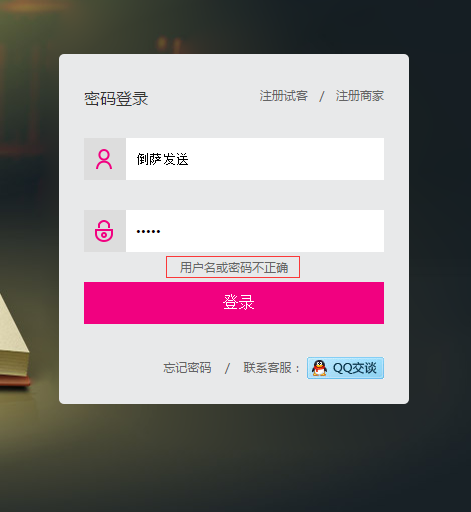 密码登录 注册试客 / 注册商家
倒萨发送
•••••
用户名或密码不正确
登录
忘记密码 / 联系客服： QQ交谈